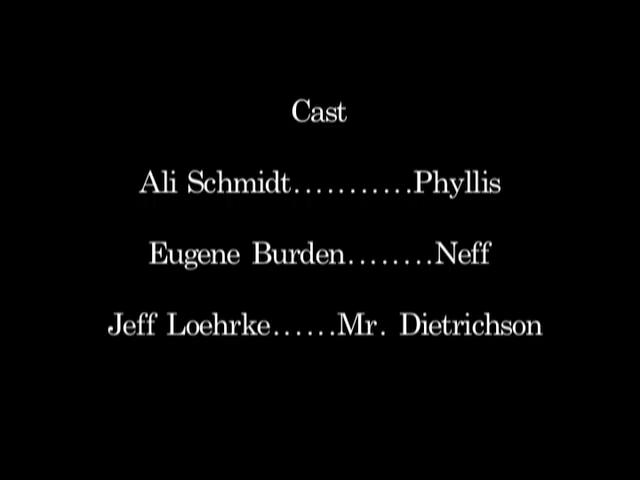 Cast
Ali Schmidt...........Phyllis
Eugene Burden........Neff
Jeff Loehrke......Mr. Dietrichson